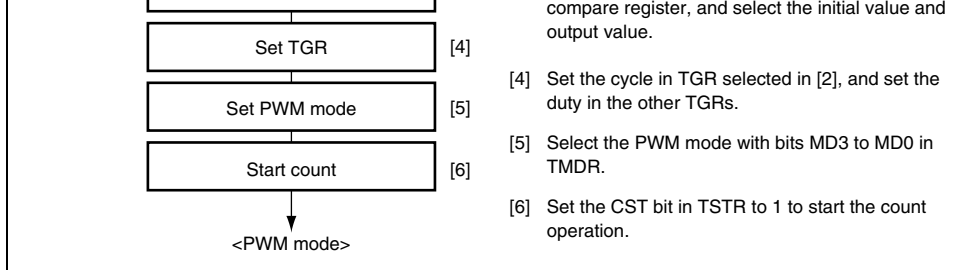 compare register, and select the initial value and
output value.
Set TGR
[4]
[4] Set the cycle in TGR selected in [2], and set the
duty in the other TGRs.
Set PWM mode
[5]
[5] Select the PWM mode with bits MD3 to MD0 in
TMDR.
Start count
[6]
[6] Set the CST bit in TSTR to 1 to start the count
operation.
<PWM mode>